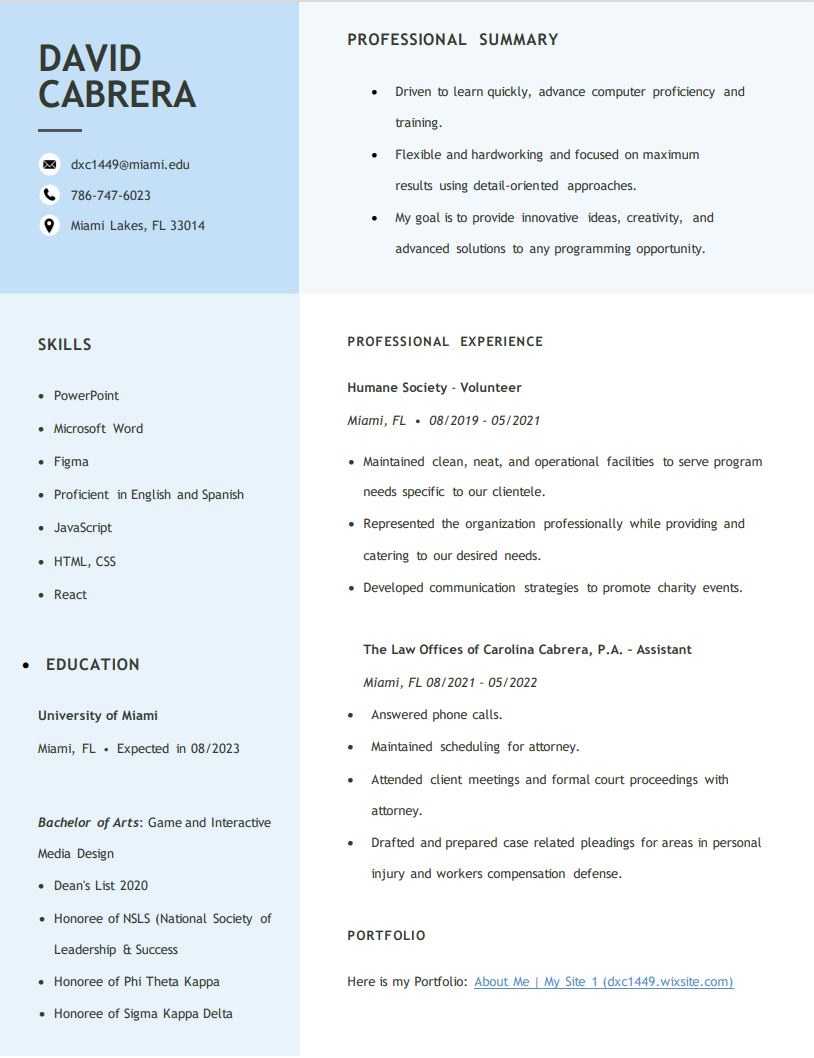 DAVID
CABRERA
dxc1449@miami.edu
786-747-6023
Miami Lakes, FL 33014
PROFESSIONAL SUMMARY
• Driven to learn quickly, advance computer proficiency and
training.
• Flexible and hardworking and focused on maximum
results using detail-oriented approaches.
• My goal is to provide innovative ideas, creativity, and
advanced solutions to any programming opportunity.
SKILLS
• PowerPoint
• Microsoft Word
• Figma
• Proficient in English and Spanish
• JavaScript
• HTML, CSS
• React
• EDUCATION
University of Miami
Miami, FL • Expected in 08/2023
Bachelor of Arts: Game and Interactive
Media Design
• Dean's List 2020
• Honoree of NSLS (National Society of
Leadership & Success
• Honoree of Phi Theta Kappa
• Honoree of Sigma Kappa Delta
PROFESSIONAL EXPERIENCE
Humane Society - Volunteer
Miami, FL • 08/2019 - 05/2021
• Maintained clean, neat, and operational facilities to serve program
needs specific to our clientele.
• Represented the organization professionally while providing and
catering to our desired needs.
• Developed communication strategies to promote charity events.
The Law Offices of Carolina Cabrera, P.A. – Assistant
Miami, FL 08/2021 – 05/2022
• Answered phone calls.
• Maintained scheduling for attorney.
• Attended client meetings and formal court proceedings with
attorney.
• Drafted and prepared case related pleadings for areas in personal
injury and workers compensation defense.
PORTFOLIO
Here is my Portfolio: About Me | My Site 1 (dxc1449.wixsite.com)